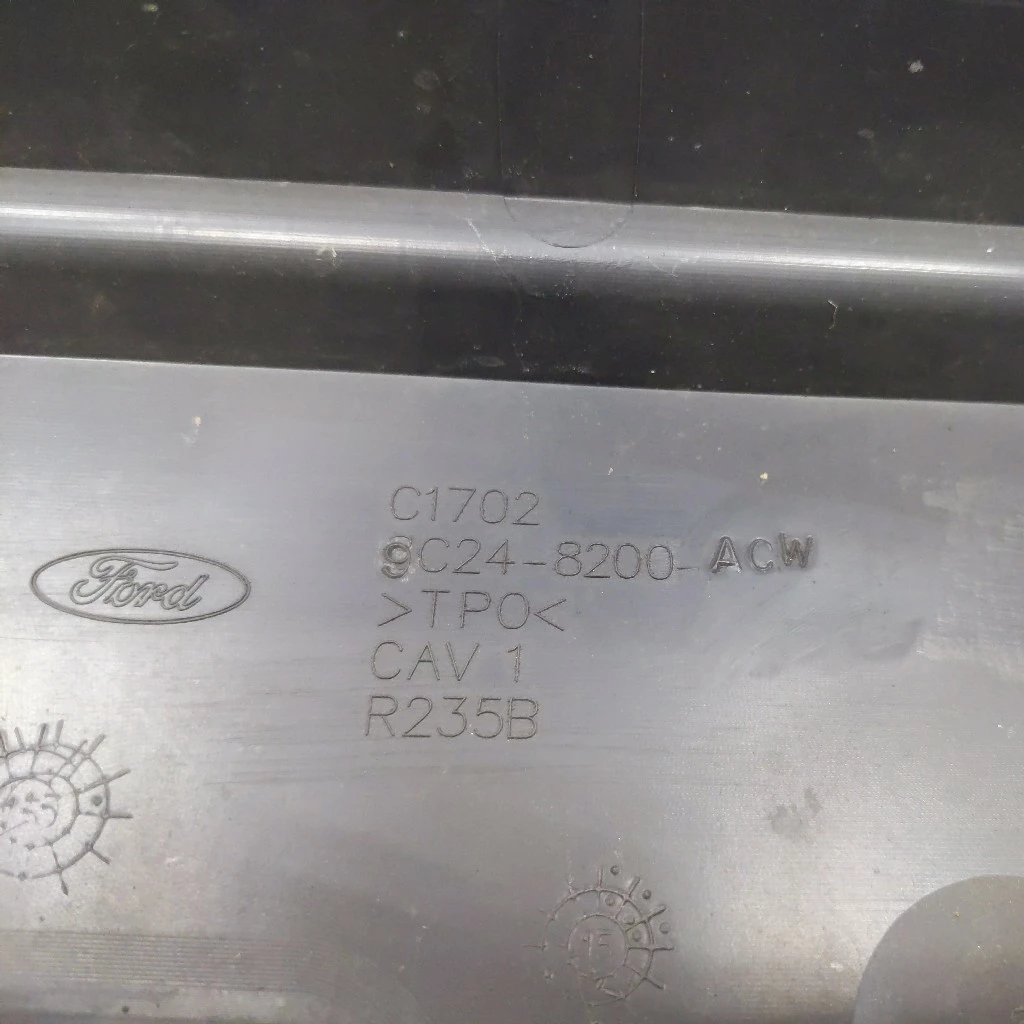 C1702
Ford
9C24-8200-ACW
>TPO<
CAV 1
R235B